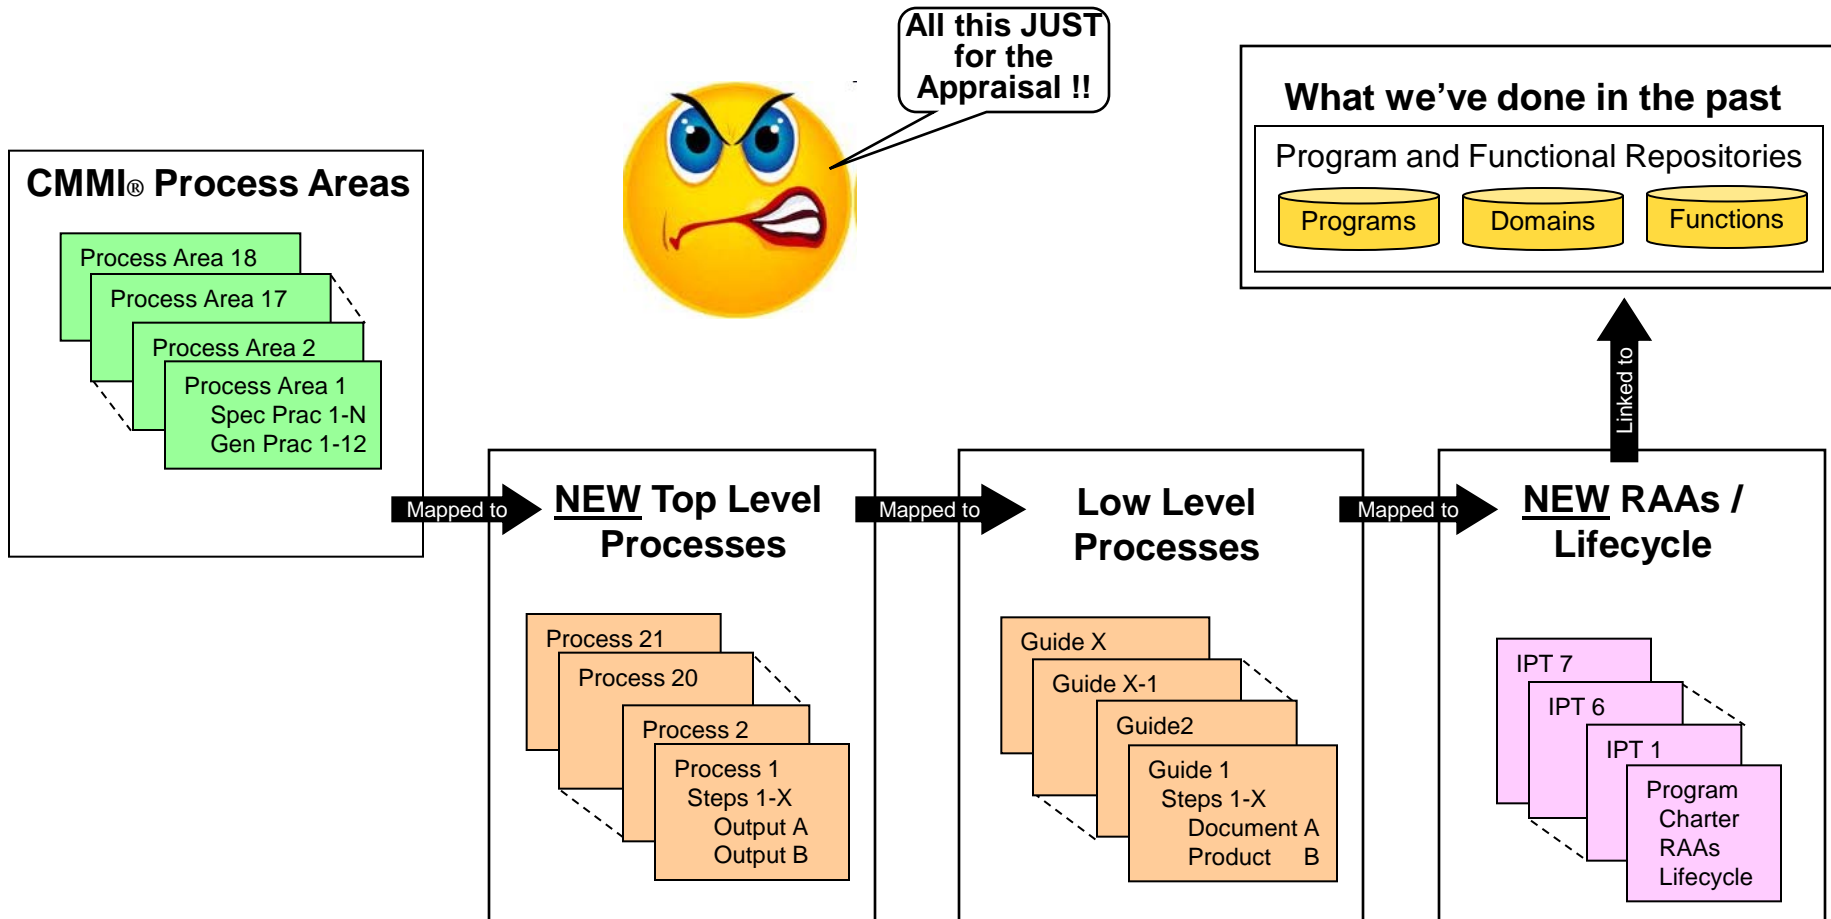 All this JUST
for the
Appraisal !!
What we’ve done in the past
Program and Functional Repositories
Programs
Domains
Functions
CMMI® Process Areas
Process Area 18
Process Area 17
Process Area 2
Process Area 1
Spec Prac 1-N
Gen Prac 1-12
Linked to
Mapped to
NEW Top Level
Processes
Mapped to
Low Level
Processes
Mapped to
NEW RAAs /
Lifecycle
Process 21
Process 20
Process 2
Process 1
Steps 1-X
Output A
Output B
Guide X
Guide X-1
Guide2
Guide 1
Steps 1-X
Document A
Product B
IPT 7
IPT 6
IPT 1
Program
Charter
RAAs
Lifecycle